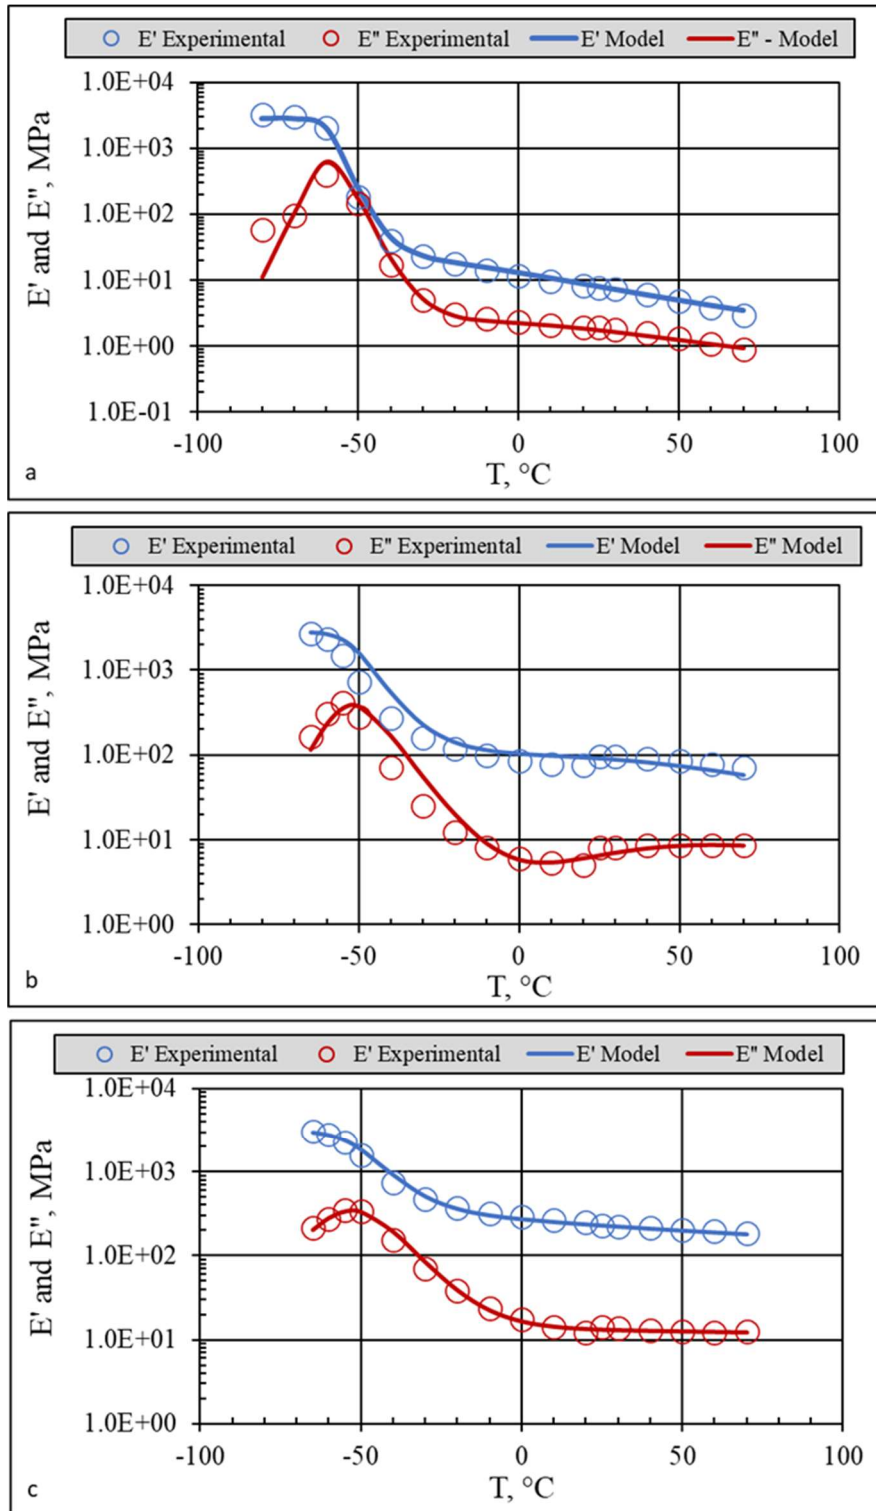 E' Experimental E" Experimental E' Model E" - Model
1.0E+04
1.0E+03
1.0E+02
1.0E+01
1.0E+00
1.0E-01
E' and E", MPa
-100 -50 0 50 100
T, °C
a
E' Experimental E" Experimental E' Model E" Model
1.0E+04
1.0E+03
1.0E+02
1.0E+01
1.0E+00
E' and E", MPa
-100 -50 0 50 100
T, °C
b
E' Experimental E' Experimental E' Model E" Model
1.0E+04
1.0E+03
1.0E+02
1.0E+01
1.0E+00
E' and E", MPa
-100 -50 0 50 100
T, °C
c